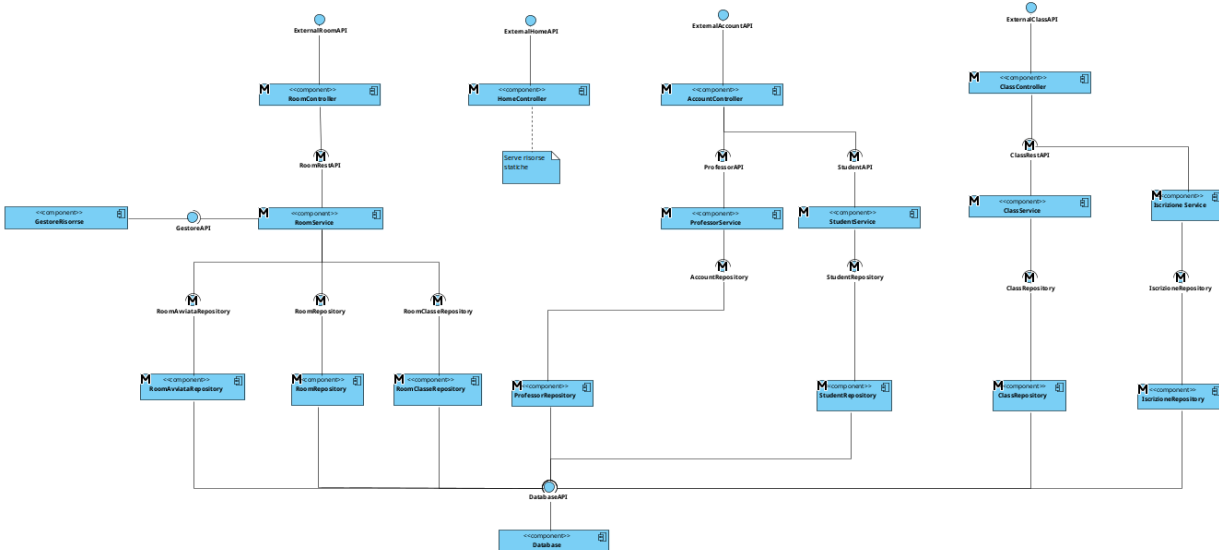 ExternalRoomAPI
ExternalHomeAPI
ExternalAccountAPI
ExternalClassAPI
<<component>>
RoomController
<<component>>
HomeController
<<component>>
AccountController
<<component>>
ClassController
RoomRestAPI
Serve risorse
statiche
ProfessorAPI
StudentAPI
ClassRestAPI
<<component>>
GestoreRisorrse
GestoreAPI
<<component>>
RoomService
<<component>>
ProfessorService
<<component>>
StudentService
<<component>>
ClassService
<<component>>
Iscrizione Service
AccountRepository
StudentRepository
ClassRepository
IscrizioneRepository
RoomAvviataRepository
RoomRepository
RoomClasseRepository
<<component>>
RoomAvviataRepository
<<component>>
RoomRepository
<<component>>
RoomClasseRepository
<<component>>
ProfessorRepository
<<component>>
StudentRepository
<<component>>
ClassRepository
<<component>>
IscrizioneRepository
DatabaseAPI
<<component>>
Database